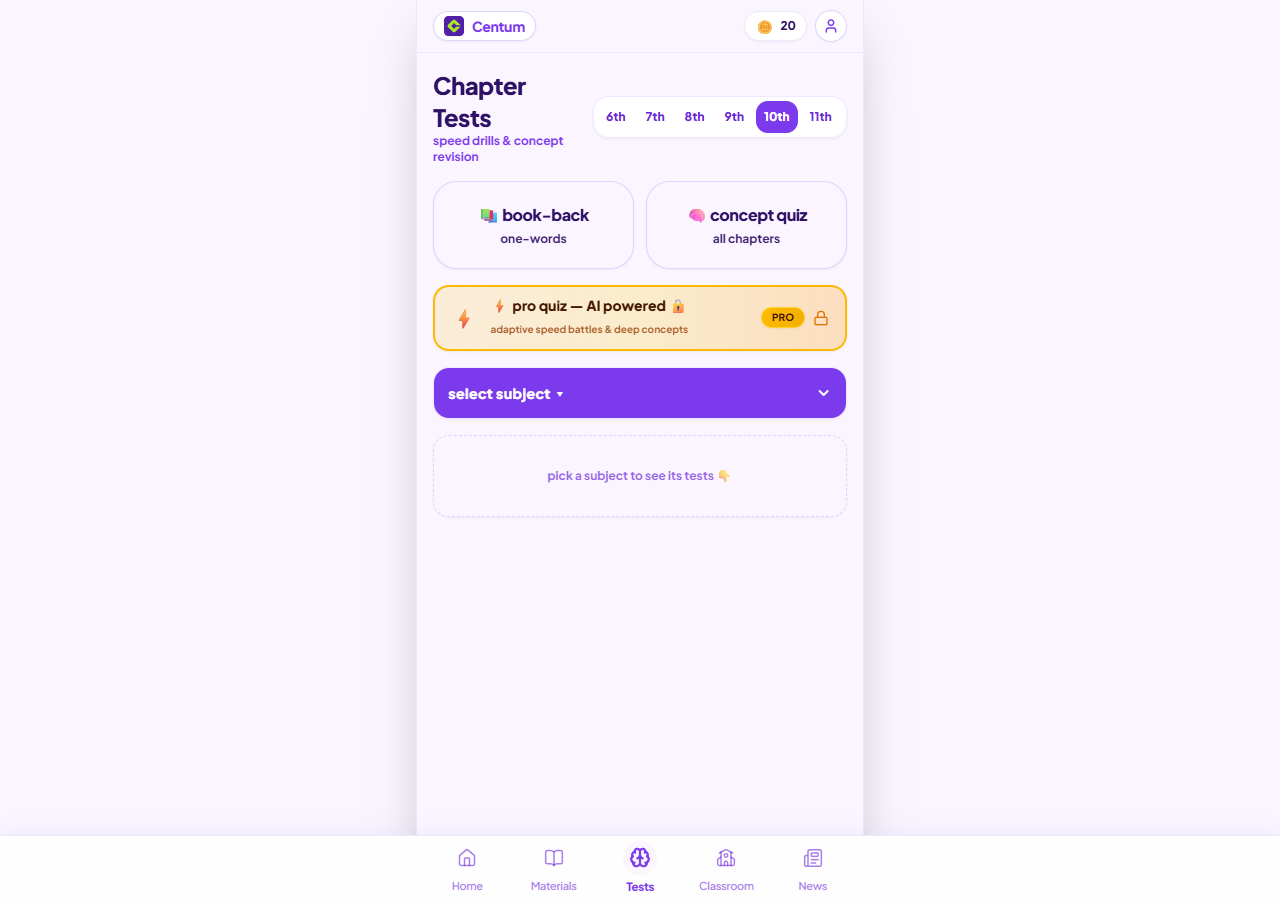 Centum
20
Chapter
Tests
speed drills & concept
revision
6th 7th 8th 9th 10th 11th
📚 book-back
one-words
🧠 concept quiz
all chapters
⚡ pro quiz — AI powered 🔒
adaptive speed battles & deep concepts
PRO
select subject ▾
pick a subject to see its tests 👇
Home
Materials
Tests
Classroom
News